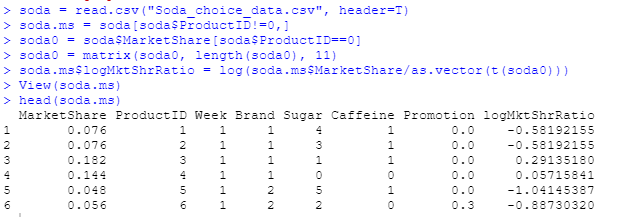 > soda = read.csv("Soda_choice_data.csv", header=T)
> soda.ms = soda[soda$ProductID!=0,]
> soda0 = soda$MarketShare[soda$ProductID==0]
> soda0 = matrix(soda0, length(soda0), 11)
> soda.ms$logMktShrRatio = log(soda.ms$MarketShare/as.vector(t(soda0)))
> View(soda.ms)
> head(soda.ms)
MarketShare ProductID Week Brand Sugar Caffeine Promotion logMktShrRatio
1 0.076 1 1 1 4 1 0.0 -0.58192155
2 0.076 2 1 1 3 1 0.0 -0.58192155
3 0.182 3 1 1 1 1 0.0 0.29135180
4 0.144 4 1 1 0 0 0.0 0.05715841
5 0.048 5 1 2 5 1 0.0 -1.04145387
6 0.056 6 1 2 2 0 0.3 -0.88730320